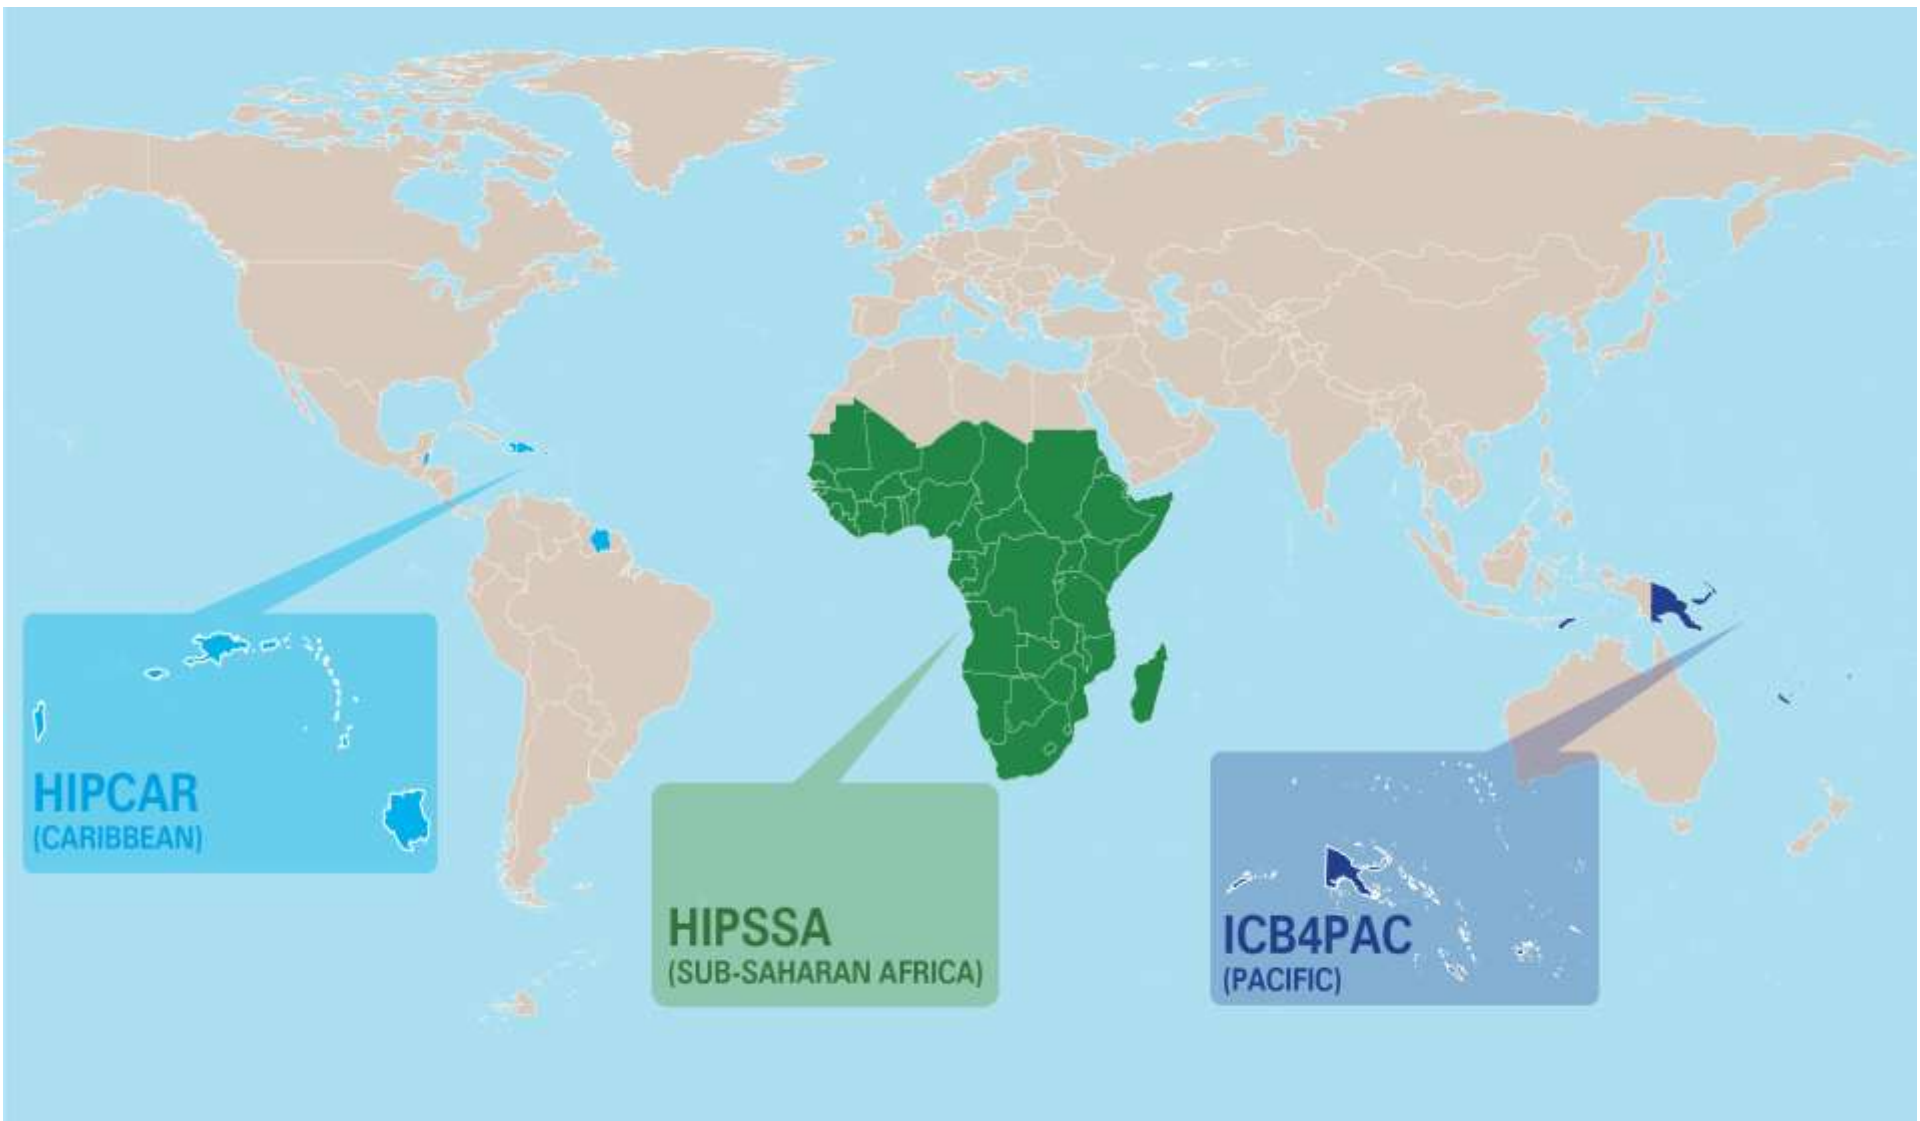 HIPCAR
(CARIBBEAN)
HIPSSA
(SUB-SAHARAN AFRICA)
ICB4PAC
(PACIFIC)